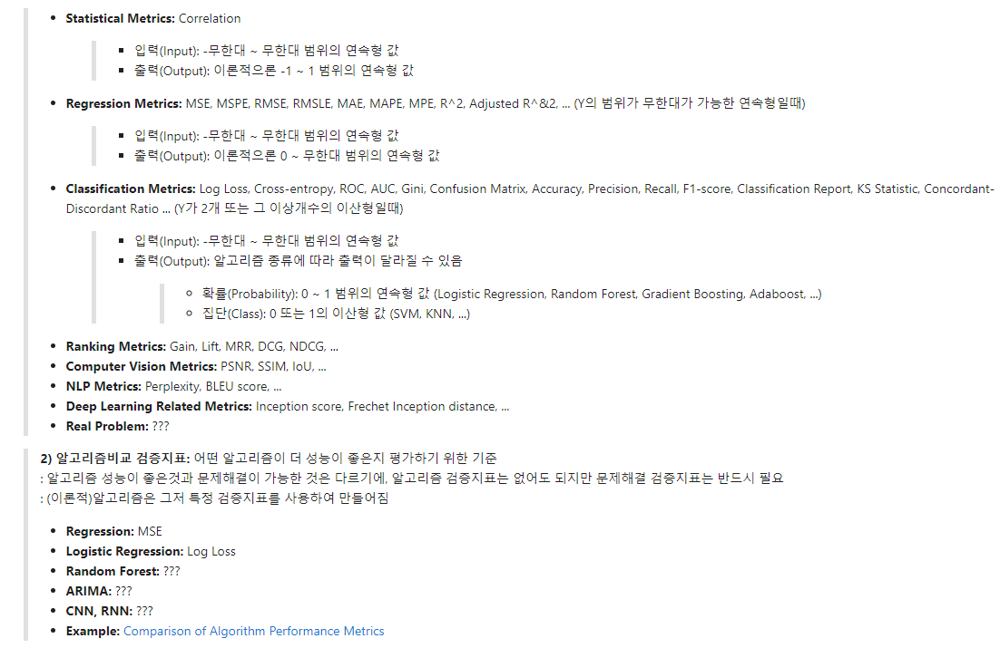 Statistical Metrics: Correlation
입력(Input): -무한대 ~ 무한대 범위의 연속형 값
출력(Output): 이론적으론 -1 ~ 1 범위의 연속형 값
Regression Metrics: MSE, MSPE, RMSE, RMSLE, MAE, MAPE, MPE, R^2, Adjusted R^&2, ... (Y의 범위가 무한대가 가능한 연속형일때)
입력(Input): -무한대 ~ 무한대 범위의 연속형 값
출력(Output): 이론적으론 0 ~ 무한대 범위의 연속형 값
Classification Metrics: Log Loss, Cross-entropy, ROC, AUC, Gini, Confusion Matrix, Accuracy, Precision, Recall, F1-score, Classification Report, KS Statistic, Concordant-
Discordant Ratio ... (Y가 2개 또는 그 이상개수의 이산형일때)
입력(Input): -무한대 ~ 무한대 범위의 연속형 값
출력(Output): 알고리즘 종류에 따라 출력이 달라질 수 있음
확률(Probability): 0 ~ 1 범위의 연속형 값 (Logistic Regression, Random Forest, Gradient Boosting, Adaboost, ...)
집단(Class): 0 또는 1의 이산형 값 (SVM, KNN, ...)
Ranking Metrics: Gain, Lift, MRR, DCG, NDCG, ...
Computer Vision Metrics: PSNR, SSIM, IoU, ...
NLP Metrics: Perplexity, BLEU score, ...
Deep Learning Related Metrics: Inception score, Frechet Inception distance, ...
Real Problem: ???
2) 알고리즘비교 검증지표: 어떤 알고리즘이 더 성능이 좋은지 평가하기 위한 기준
: 알고리즘 성능이 좋은것과 문제해결이 가능한 것은 다르기에, 알고리즘 검증지표는 없어도 되지만 문제해결 검증지표는 반드시 필요
: (이론적)알고리즘은 그저 특정 검증지표를 사용하여 만들어짐
Regression: MSE
Logistic Regression: Log Loss
Random Forest: ???
ARIMA: ???
CNN, RNN: ???
Example: Comparison of Algorithm Performance Metrics